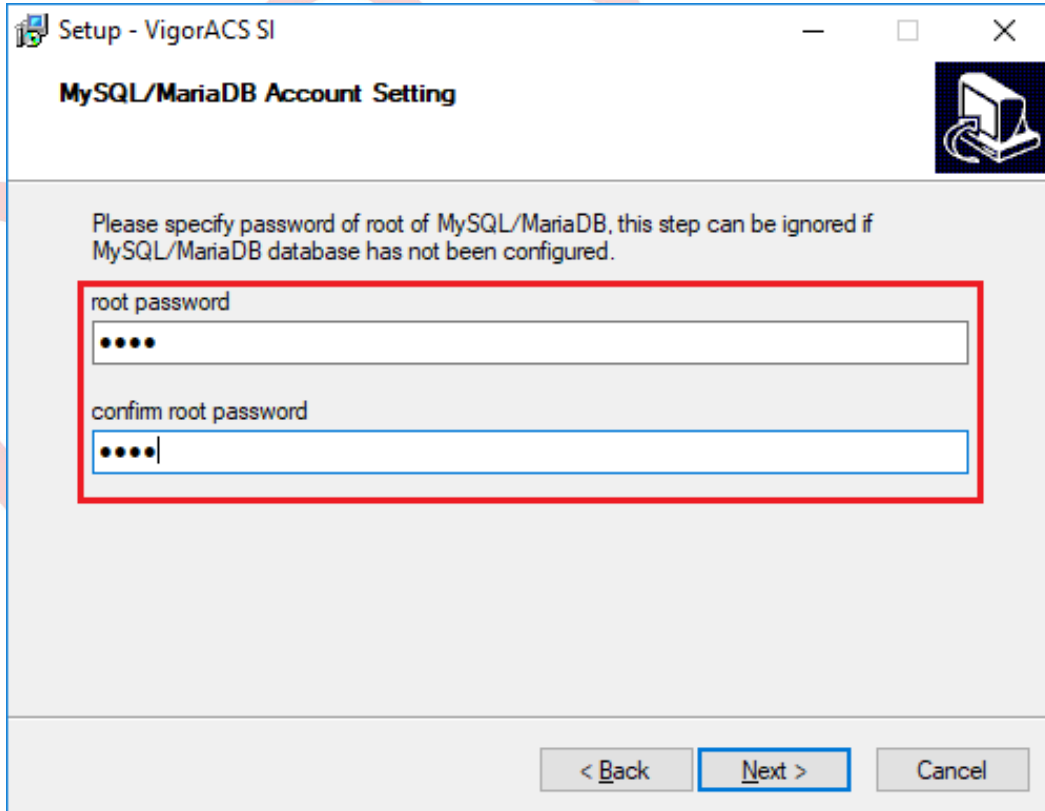 Setup - VigorACS SI
MySQL/MariaDB Account Setting
Please specify password of root of MySQL/MariaDB, this step can be ignored if
MySQL/MariaDB database has not been configured.
root password
••••
confirm root password
••••
< Back
Next >
Cancel